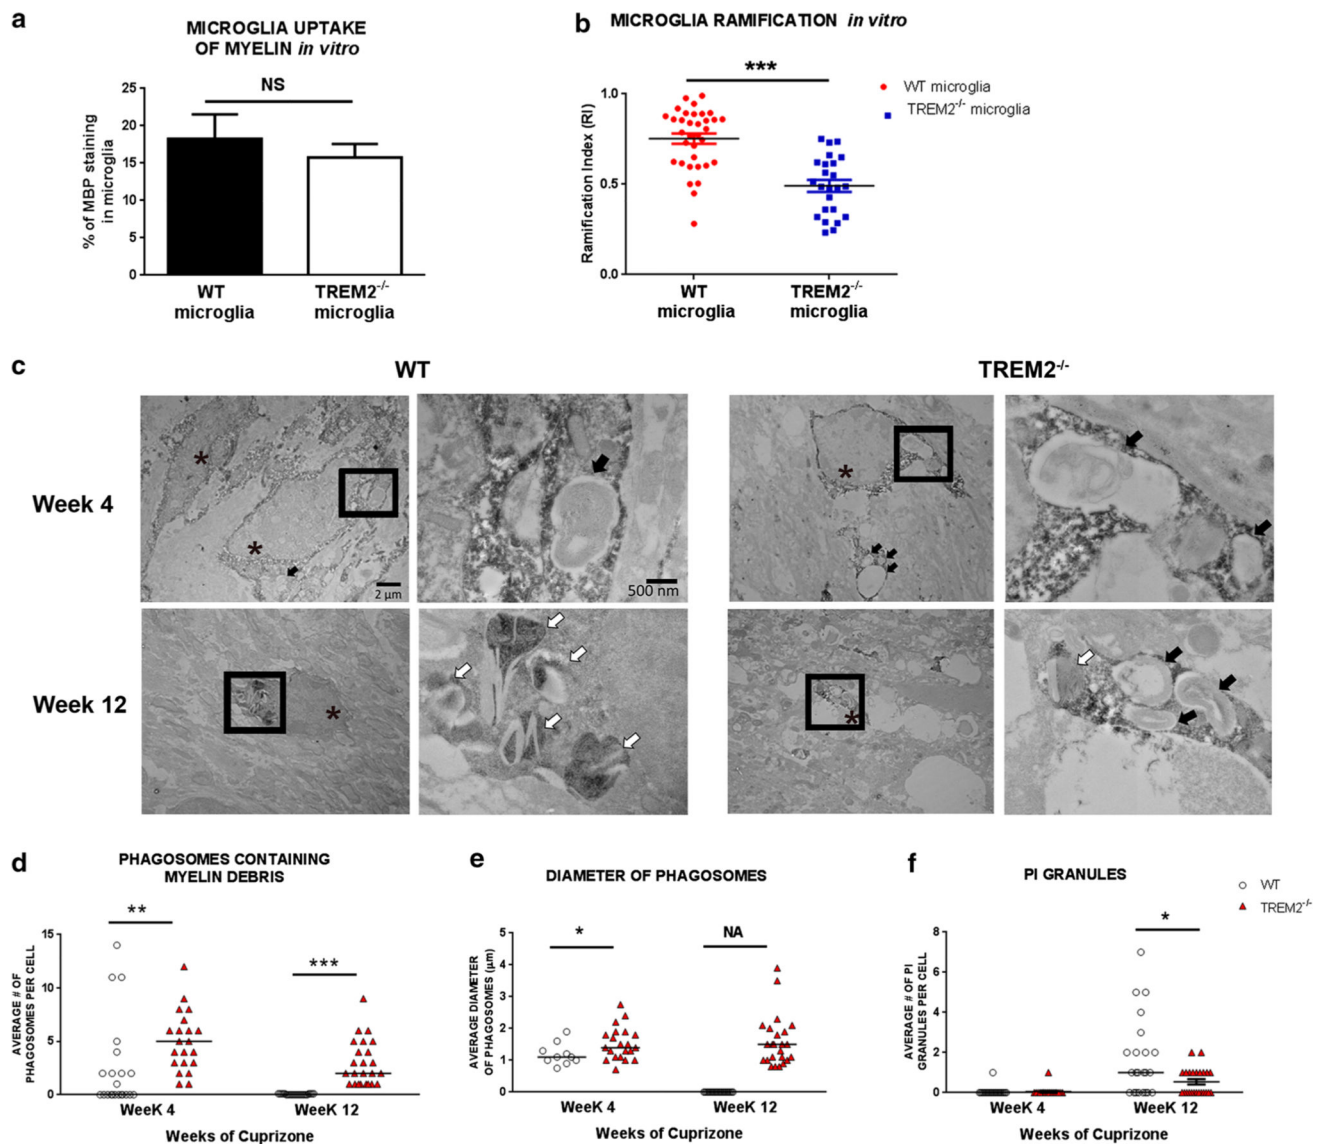 a
MICROGLIA UPTAKE
OF MYELIN in vitro
NS
25
20
15
10
5
0
% of MBP staining
in microglia
WT
microglia
TREM2-/-
microglia
b
MICROGLIA RAMIFICATION in vitro
***
WT microglia
TREM2-/- microglia
1.0
0.5
0.0
Ramification Index (RI)
WT
microglia
TREM2-/-
microglia
c
WT
TREM2-/-
Week 4
*
*
2 µm
500 nm
*
Week 12
*
*
d
PHAGOSOMES CONTAINING
MYELIN DEBRIS
**
***
15
10
5
0
AVERAGE # OF
PHAGOSOMES PER CELL
WeeK 4
WeeK 12
Weeks of Cuprizone
e
DIAMETER OF PHAGOSOMES
*
NA
5
4
3
2
1
0
AVERAGE DIAMETER
OF PHAGOSOMES (µm)
WeeK 4
WeeK 12
Weeks of Cuprizone
f
PI GRANULES
WT
TREM2-/-
*
8
6
4
2
0
AVERAGE # OF PI
GRANULES PER CELL
WeeK 4
WeeK 12
Weeks of Cuprizone